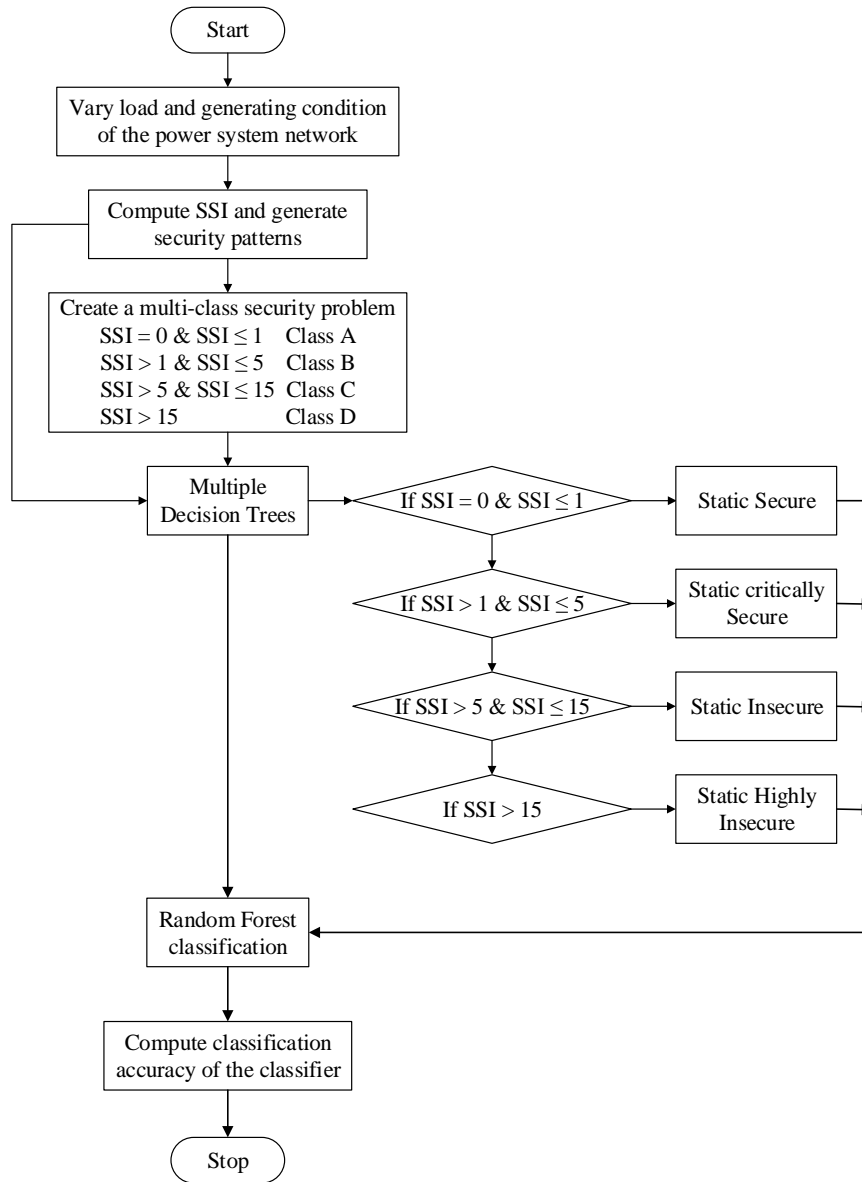 Start
Vary load and generating condition
of the power system network
Compute SSI and generate
security patterns
Create a multi-class security problem
SSI = 0 & SSI ≤ 1 Class A
SSI > 1 & SSI ≤ 5 Class B
SSI > 5 & SSI ≤ 15 Class C
SSI > 15 Class D
Multiple
Decision Trees
If SSI = 0 & SSI ≤ 1
Static Secure
If SSI > 1 & SSI ≤ 5
Static critically
Secure
If SSI > 5 & SSI ≤ 15
Static Insecure
If SSI > 15
Static Highly
Insecure
Random Forest
classification
Compute classification
accuracy of the classifier
Stop